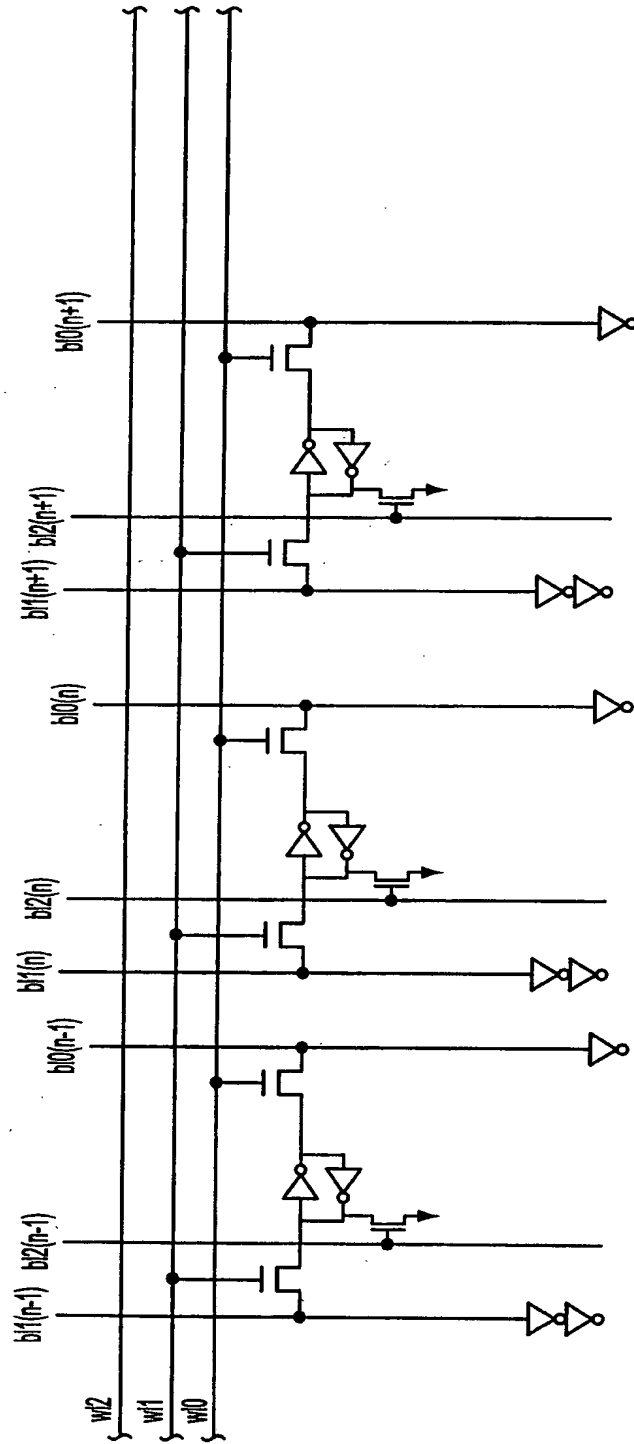 wl2
wl1
wl0
bl1(n-1)
bl2(n-1)
bl0(n-1)
bl1(n)
bl2(n)
bl0(n)
bl1(n+1)
bl2(n+1)
bl0(n+1)